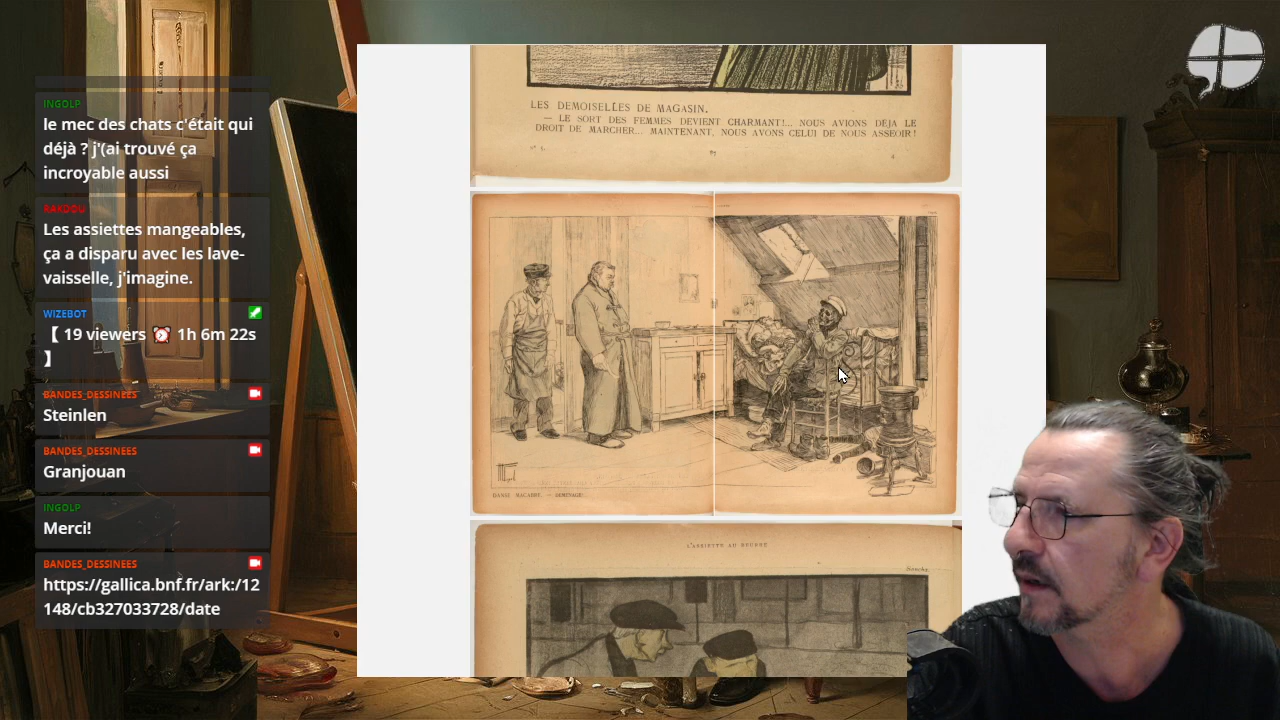 INGOLP
le mec des chats c'était qui
déjà ? j'(ai trouvé ça
incroyable aussi
RAKDOU
Les assiettes mangeables,
ça a disparu avec les lave-
vaisselle, j'imagine.
WIZEBOT
【 19 viewers ⏰ 1h 6m 22s
】
BANDES_DESSINEES
Steinlen
BANDES_DESSINEES
Granjouan
INGOLP
Merci!
BANDES_DESSINEES
https://gallica.bnf.fr/ark:/12
148/cb327033728/date
LES DEMOISELLES DE MAGASIN.
— LE SORT DES FEMMES DEVIENT CHARMANT!... NOUS AVIONS DÉJA LE
DROIT DE MARCHER... MAINTENANT, NOUS AVONS CELUI DE NOUS ASSEOIR!
DANSE MACABRE. — DÉMÉNAGE!..
L'ASSIETTE AU BEURRE